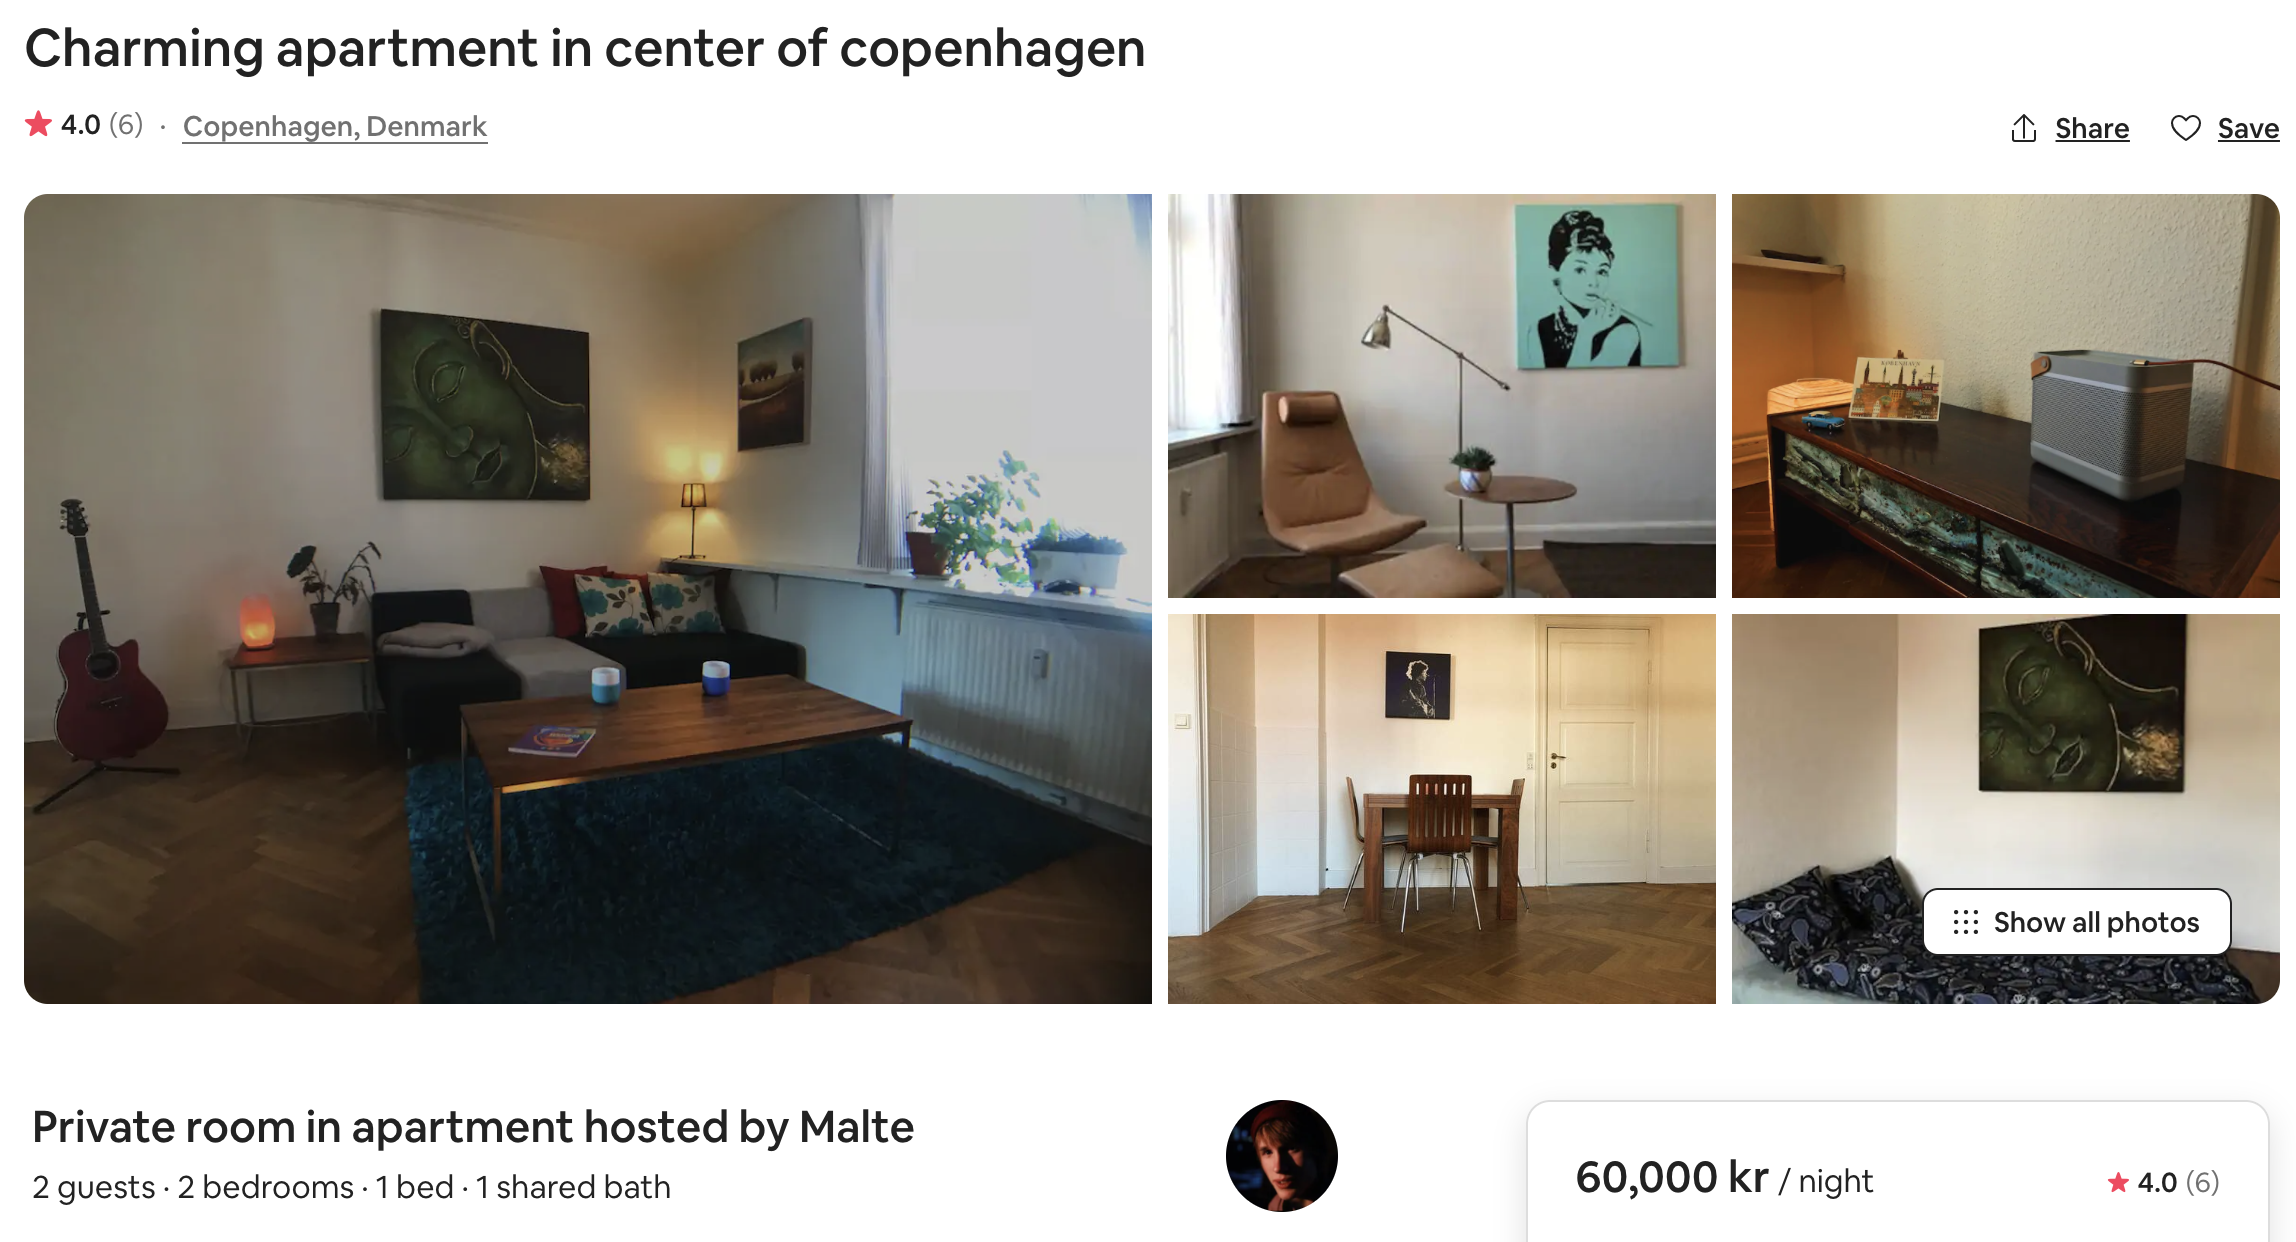 Charming apartment in center of copenhagen
4.0 (6) · Copenhagen, Denmark
Share
Save
Show all photos
Private room in apartment hosted by Malte
2 guests · 2 bedrooms · 1 bed · 1 shared bath
60,000 kr / night
4.0 (6)